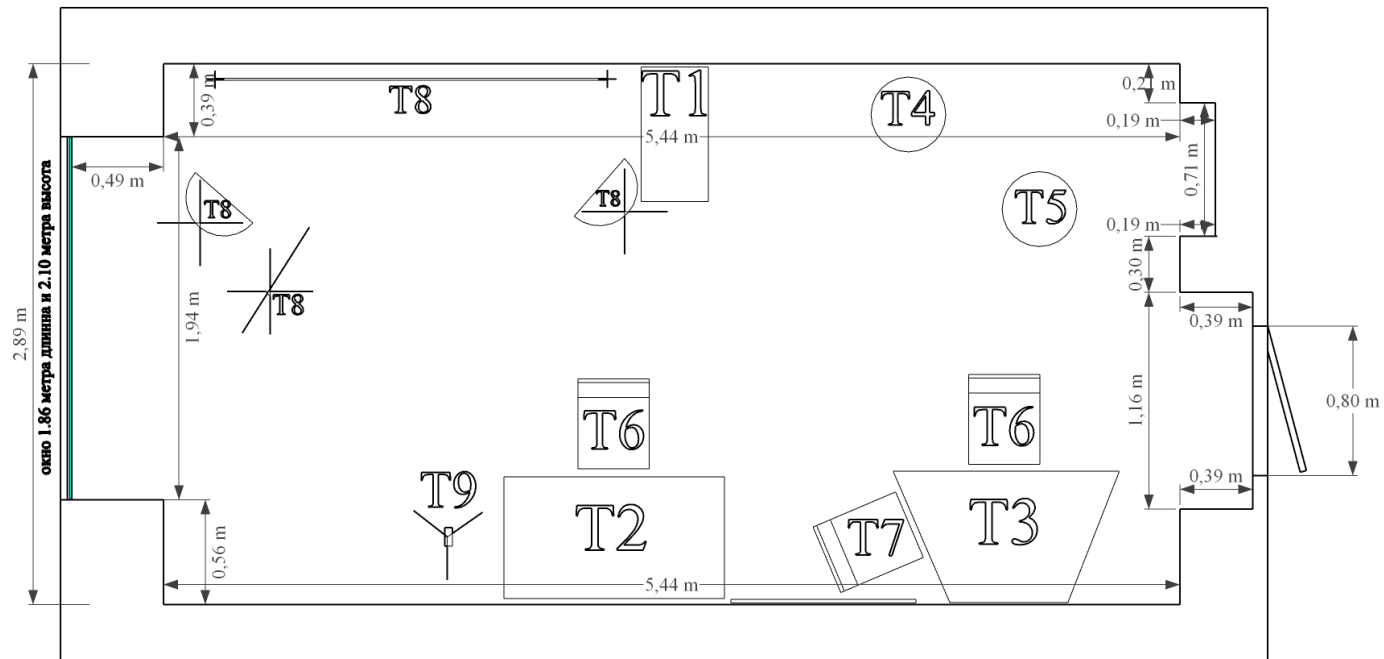 T8
T1
T4
0,21 m
0,39 m
5,44 m
0,19 m
0,49 m
T8
T8
T5
0,71 m
0,19 m
0,30 m
окно 1.86 метра длинна и 2.10 метра высота
2,89 m
1,94 m
T8
0,39 m
1,16 m
0,80 m
T6
T6
T9
T2
T7
T3
0,39 m
0,56 m
5,44 m